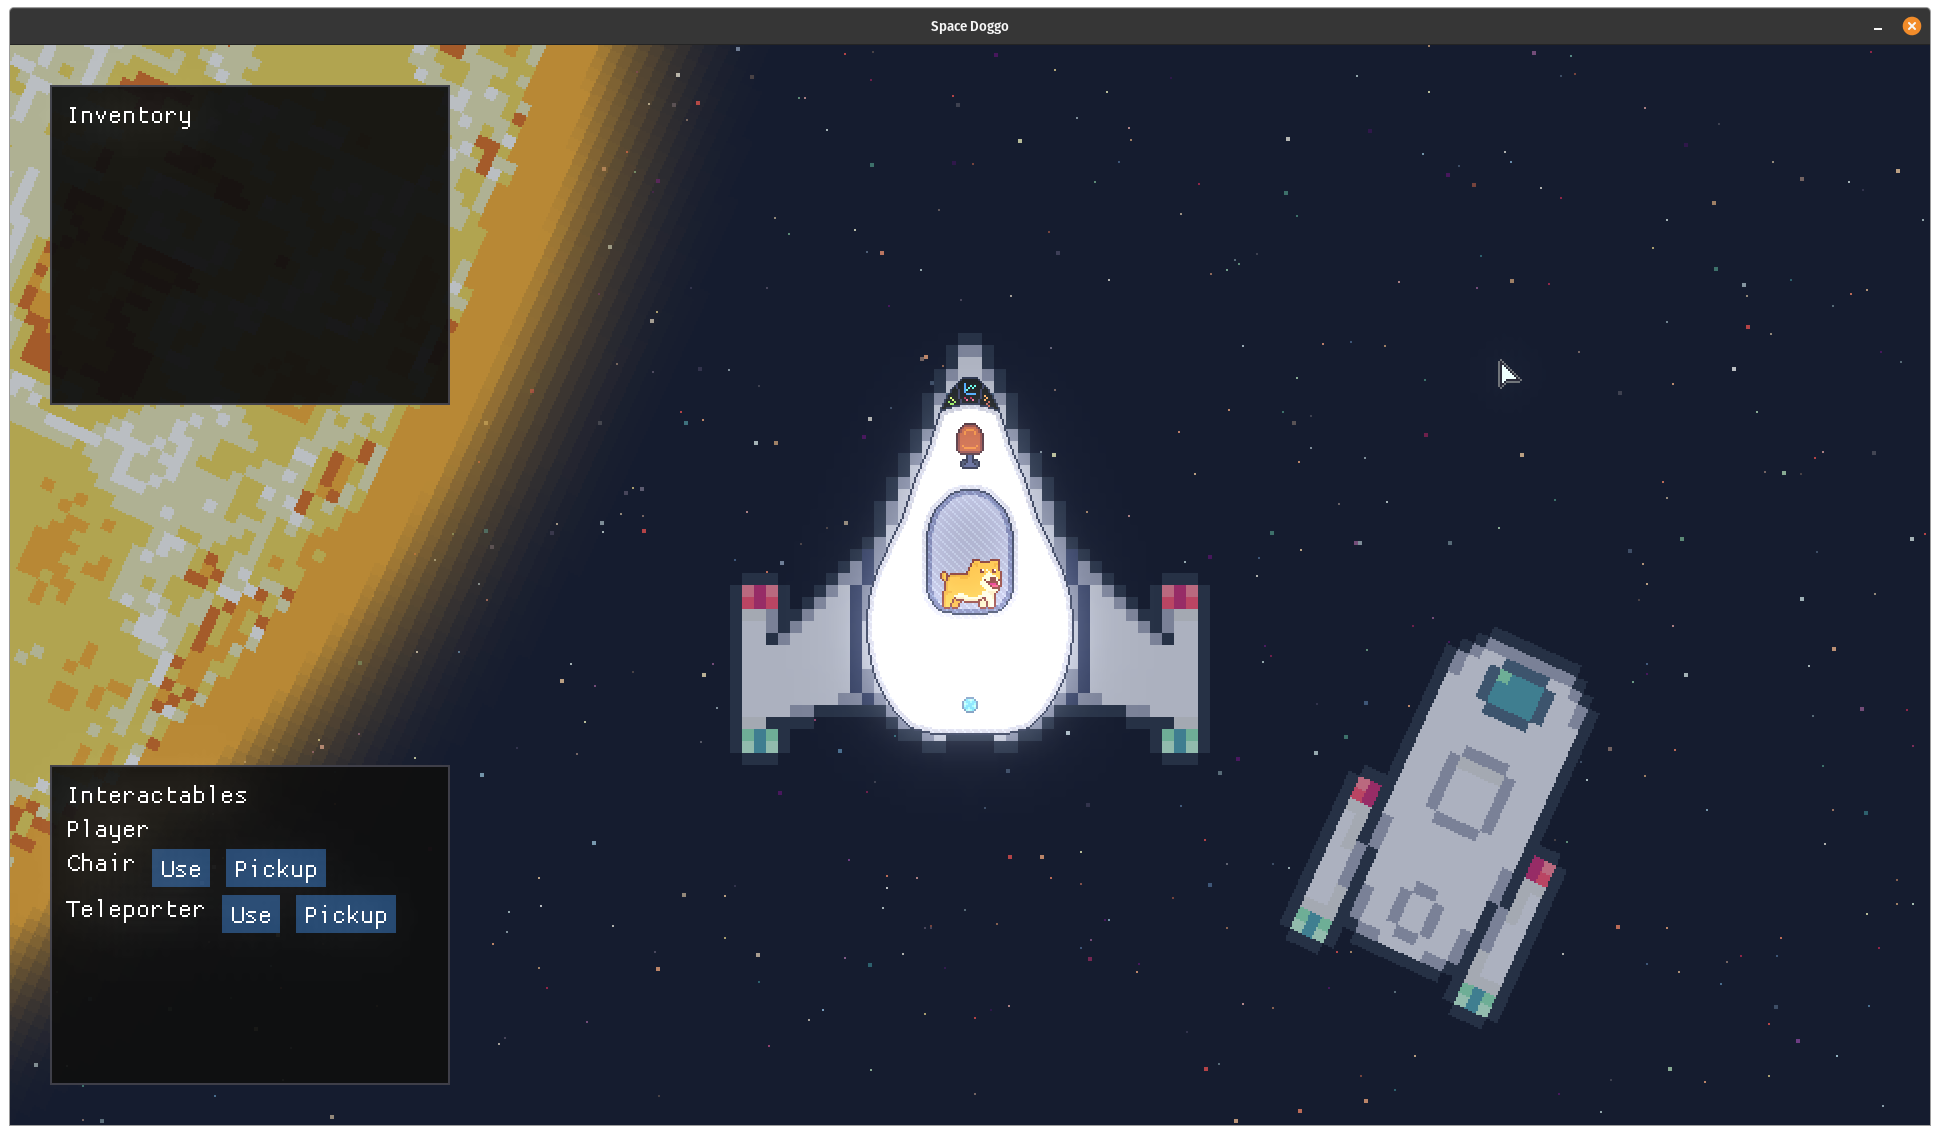 Space Doggo
Inventory
Interactables
Player
Chair Use Pickup
Teleporter Use Pickup